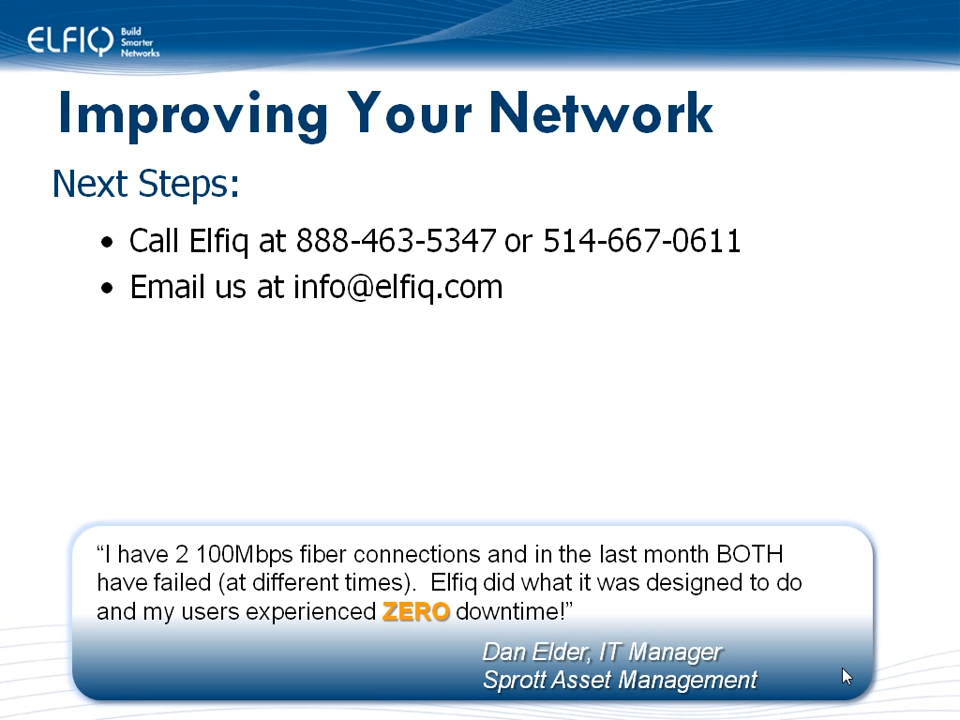 ELFIQ
Build
Smarter
Networks
Improving Your Network
Next Steps:
• Call Elfiq at 888-463-5347 or 514-667-0611
• Email us at info@elfiq.com
“I have 2 100Mbps fiber connections and in the last month BOTH
have failed (at different times).  Elfiq did what it was designed to do
and my users experienced ZERO downtime!”
Dan Elder, IT Manager
Sprott Asset Management